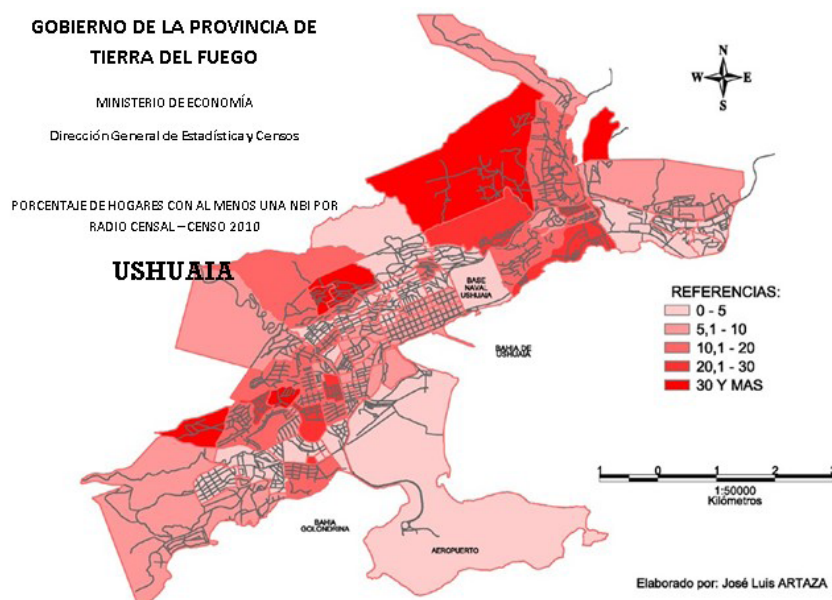 GOBIERNO DE LA PROVINCIA DE
TIERRA DEL FUEGO
MINISTERIO DE ECONOMÍA
Dirección General de Estadística y Censos
PORCENTAJE DE HOGARES CON AL MENOS UNA NBI POR
RADIO CENSAL – CENSO 2010
USHUAIA
N
W E
S
BASE
NAVAL
USHUAIA
BAHIA DE
USHUAIA
REFERENCIAS:
0 - 5
5,1 - 10
10,1 - 20
20,1 - 30
30 Y MAS
1 0 1 2
1:50000
Kilómetros
BAHIA
GOLONDRINA
AEROPUERTO
Elaborado por: José Luis ARTAZA